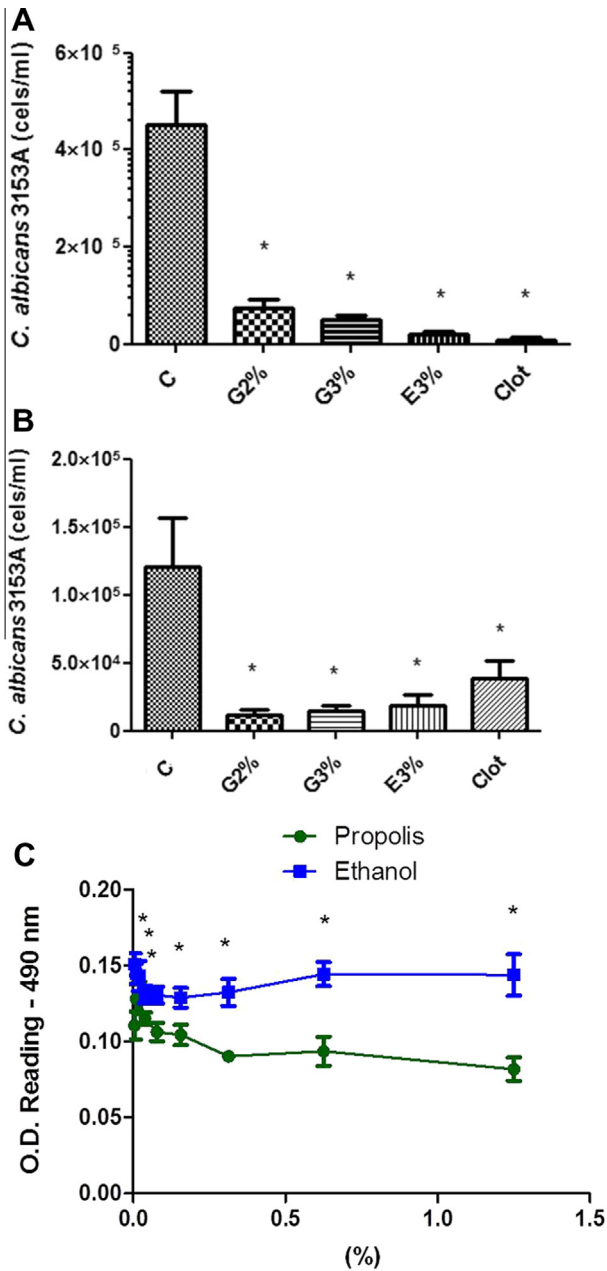 A
C. albicans 3153A (cels/ml)
6×10 5
4×10 5
2×10 5
0
*
*
*
*
C
G2%
G3%
E3%
Clot
B
C. albicans 3153A (cels/ml)
2.0×10⁵
1.5×10⁵
1.0×10⁵
5.0×10⁴
0
*
*
*
*
C
G2%
G3%
E3%
Clot
C
Propolis
Ethanol
O.D. Reading - 490 nm
0.20
0.15
0.10
0.05
0.00
*
*
*
*
*
*
*
0.0
0.5
1.0
1.5
(%)